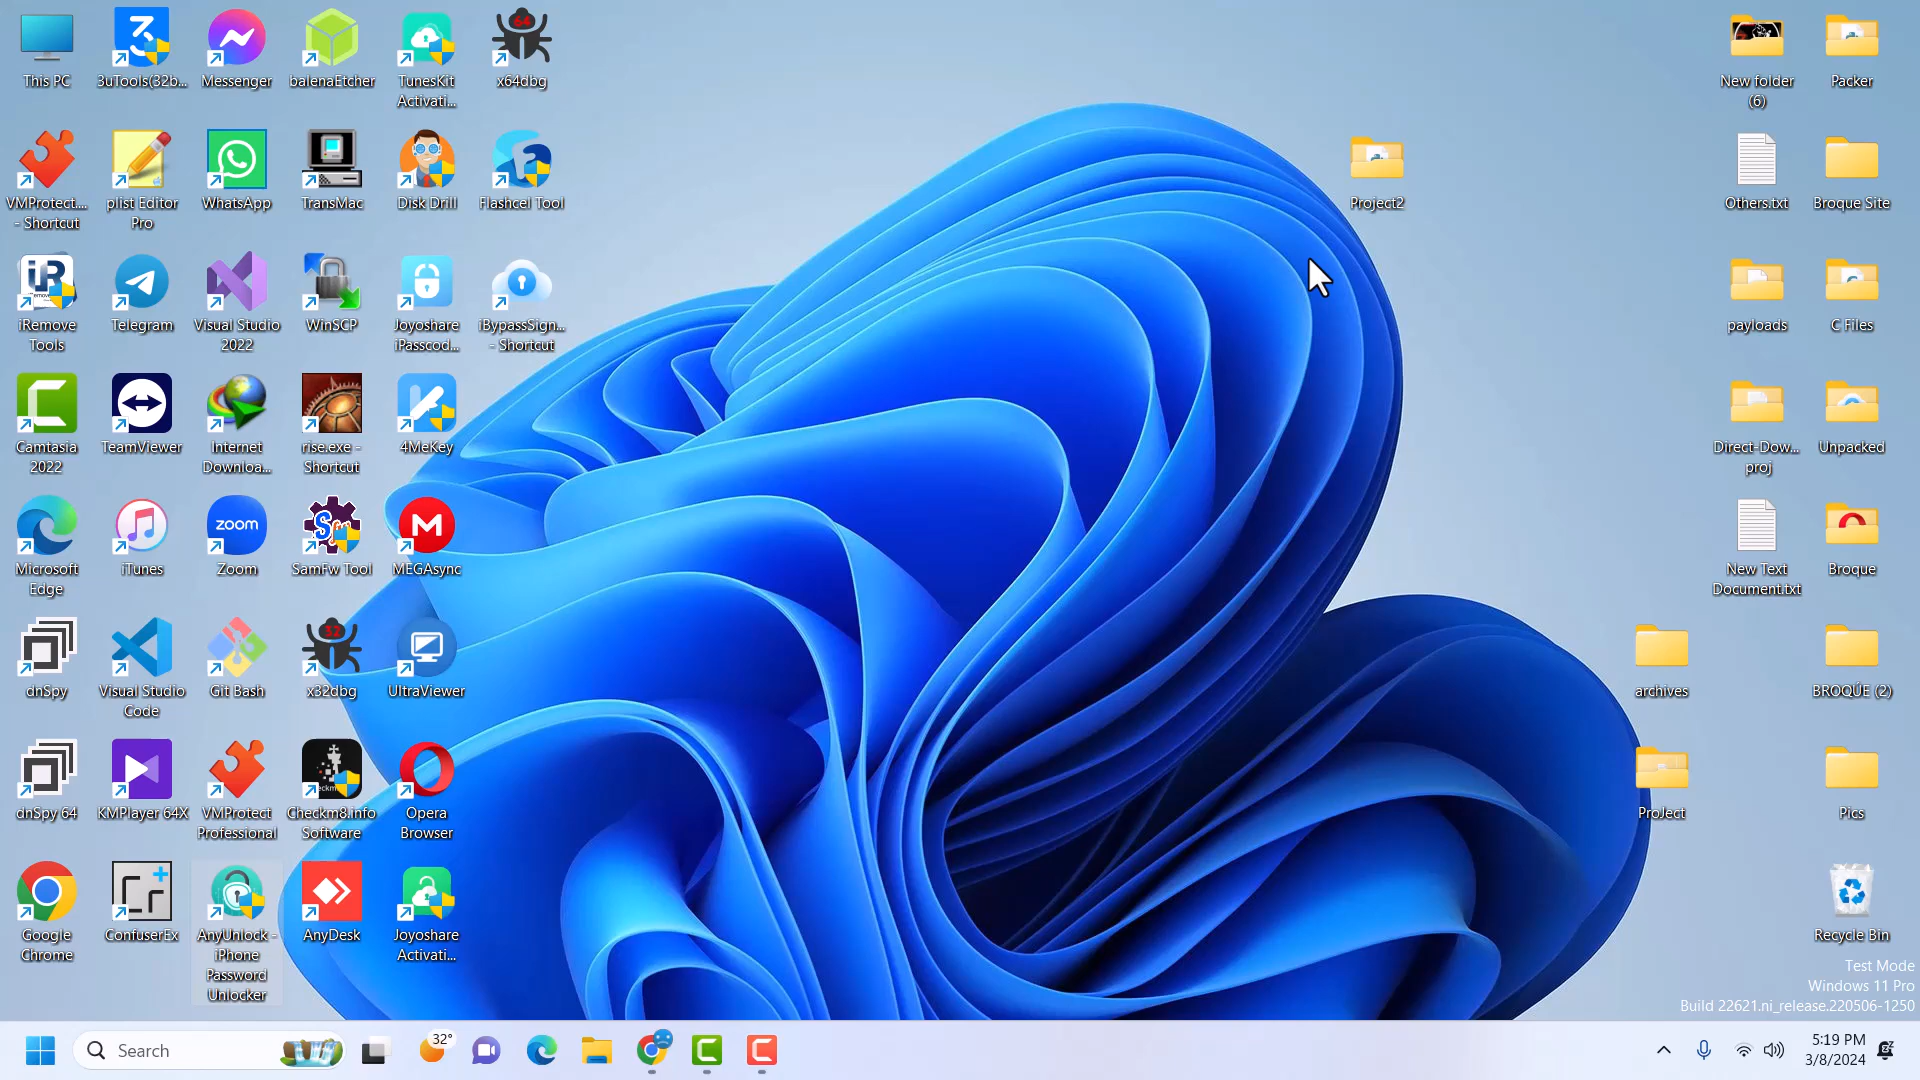 This PC
3uTools(32b...
Messenger
balenaEtcher
TunesKit
Activati...
64
x64dbg
New folder
(6)
Packer
VMProtect....
- Shortcut
plist Editor
Pro
WhatsApp
TransMac
Disk Drill
Flashcel Tool
Project2
Others.txt
Broque Site
iR
iRemove
Tools
Telegram
Visual Studio
2022
WinSCP
Joyoshare
iPasscod...
iBypassSign...
- Shortcut
payloads
C Files
Camtasia
2022
TeamViewer
Internet
Downloa...
rise.exe -
Shortcut
4MeKey
Direct-Dow...
proj
Unpacked
Microsoft
Edge
iTunes
zoom
Zoom
SamFw Tool
MEGAsync
New Text
Document.txt
Broque
dnSpy
Visual Studio
Code
Git Bash
32
x32dbg
UltraViewer
archives
BROQÚE (2)
dnSpy 64
KMPlayer 64X
VMProtect
Professional
Checkm8.info
Software
Opera
Browser
ProJect
Pics
Google
Chrome
Cr
ConfuserEx
AnyUnlock -
iPhone
Password
Unlocker
AnyDesk
Joyoshare
Activati...
Recycle Bin
Test Mode
Windows 11 Pro
Build 22621.ni_release.220506-1250
Search
32°
5:19 PM
3/8/2024